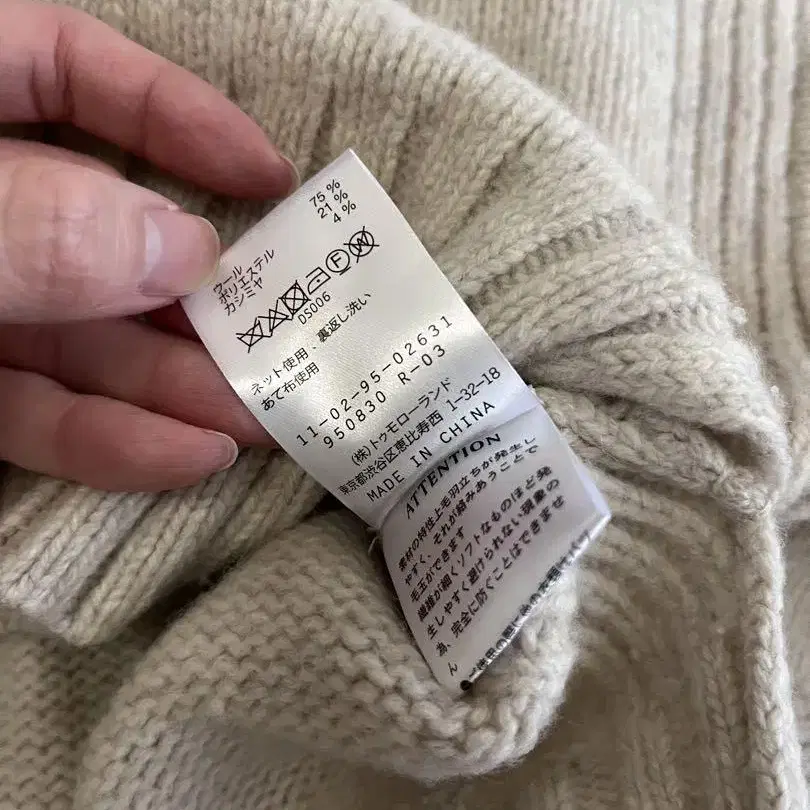 ウール 75%
ポリエステル 21%
カシミヤ 4%
F W
DS006
ネット使用、裏返し洗い
あて布使用
11-02-95-02631
950830 R-03
(株)トゥモローランド
東京都渋谷区恵比寿西 1-32-18
MADE IN CHINA
ATTENTION
素材の特性上毛羽立ちが発生し
やすく、それが絡みあうことで
毛玉ができます
繊維が細くソフトなものほど発
生しやすく避けられない現象の
為、完全に防ぐことはできませ
ん